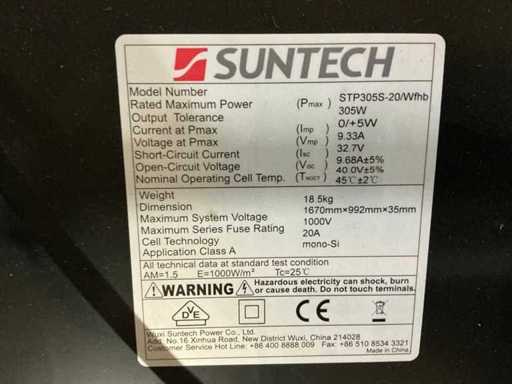 SUNTECH
Model Number STP305S-20/Wfhb
Rated Maximum Power (Pmax) 305W
Output Tolerance 0/+5W
Current at Pmax (Imp) 9.33A
Voltage at Pmax (Vmp) 32.7V
Short-Circuit Current (Isc) 9.68A±5%
Open-Circuit Voltage (Voc) 40.0V±5%
Nominal Operating Cell Temp. (TNOCT) 45℃±2℃
Weight 18.5kg
Dimension 1670mm×992mm×35mm
Maximum System Voltage 1000V
Maximum Series Fuse Rating 20A
Cell Technology mono-Si
Application Class A
All technical data at standard test condition
AM=1.5 E=1000W/m² Tc=25℃
WARNING Hazardous electricity can shock, burn
or cause death. Do not touch terminals.
DVE CE
Wuxi Suntech Power Co., Ltd.
Add: No.16 Xinhua Road, New District Wuxi, China 214028
Customer Service Hot Line: +86 400 8888 009 Fax: +86 510 8534 3321
Made in China